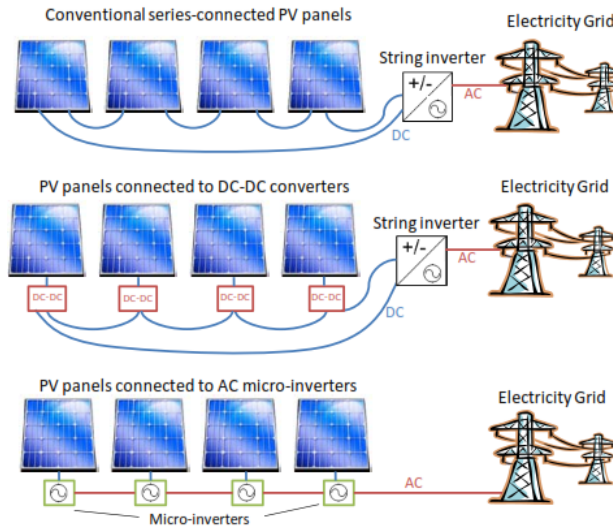 Conventional series-connected PV panels
Electricity Grid
String inverter
+/-
AC
DC
PV panels connected to DC-DC converters
Electricity Grid
String inverter
+/-
DC-DC
DC-DC
DC-DC
DC-DC
AC
DC
PV panels connected to AC micro-inverters
Electricity Grid
AC
Micro-inverters